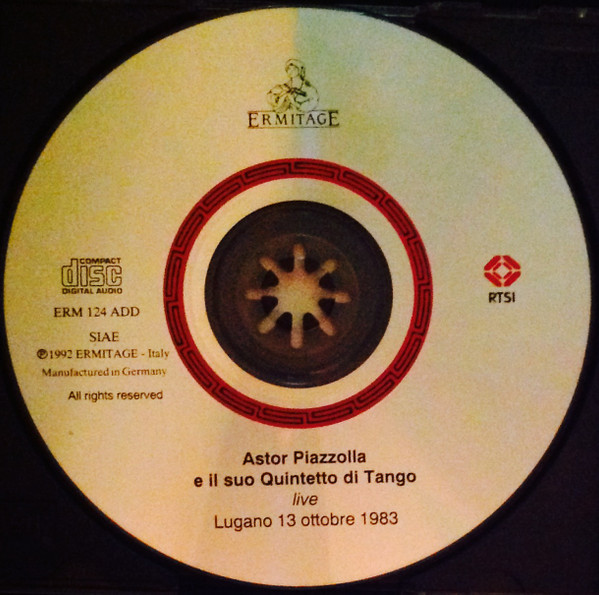 ERMITAGE
COMPACT
disc
DIGITAL AUDIO
ERM 124 ADD
SIAE
℗1992 ERMITAGE - Italy
Manufactured in Germany
All rights reserved
RTSI
Astor Piazzolla
e il suo Quintetto di Tango
live
Lugano 13 ottobre 1983